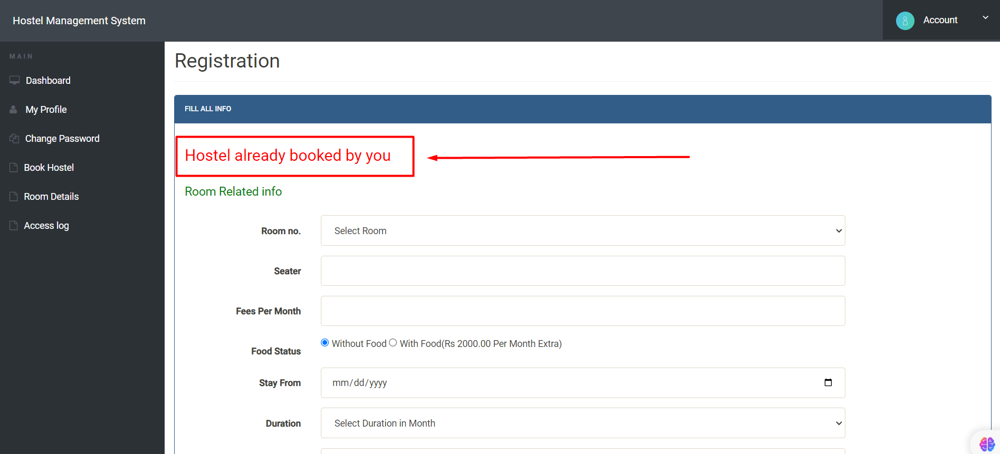 Hostel Management System
Account
MAIN
Dashboard
My Profile
Change Password
Book Hostel
Room Details
Access log
Registration
FILL ALL INFO
Hostel already booked by you
Room Related info
Room no.
Select Room
Seater
Fees Per Month
Food Status
Without Food With Food(Rs 2000.00 Per Month Extra)
Stay From
mm/dd/yyyy
Duration
Select Duration in Month